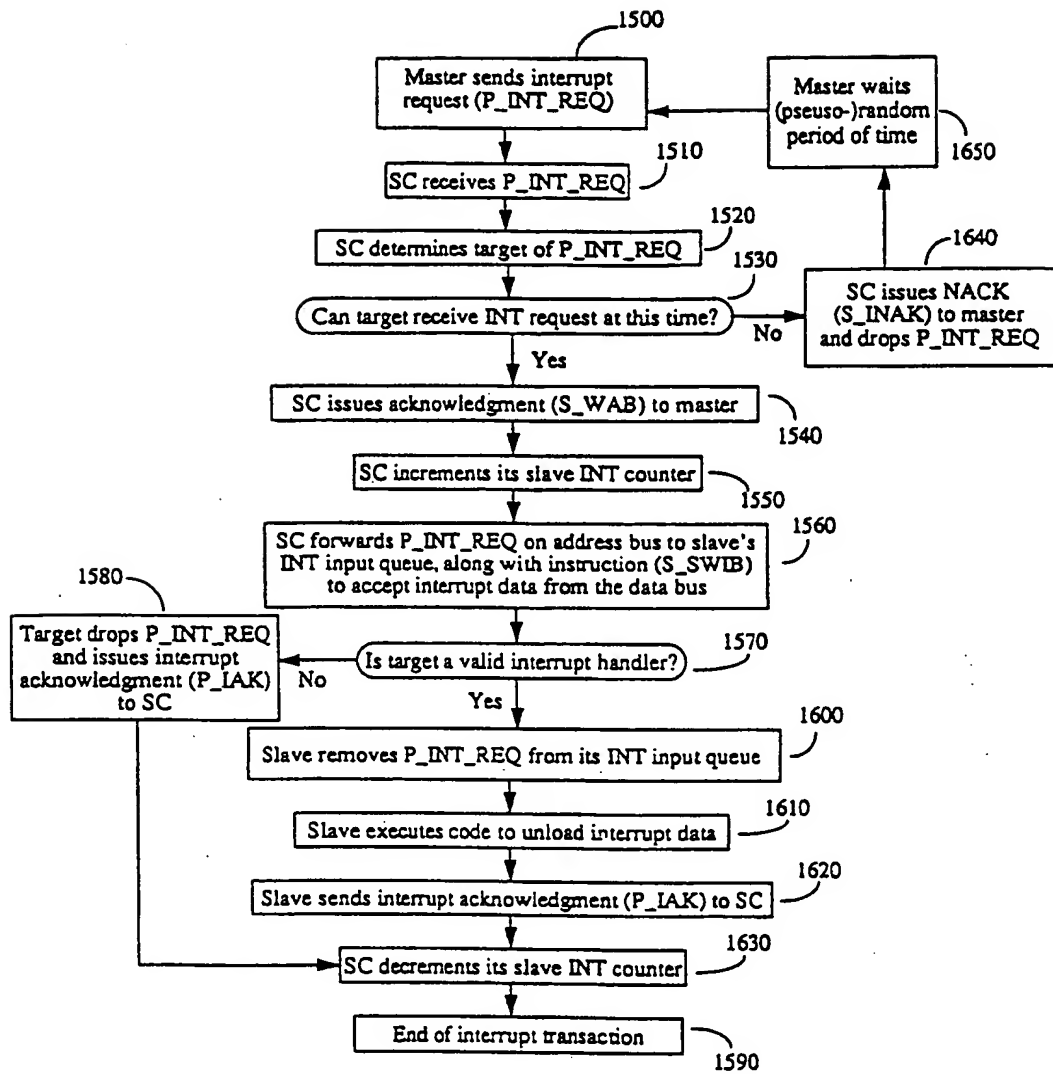 1500
Master sends interrupt
request (P_INT_REQ)
Master waits
(pseuso-)random
period of time
1650
1510
SC receives P_INT_REQ
1520
SC determines target of P_INT_REQ
1530
Can target receive INT request at this time?
No
1640
SC issues NACK
(S_INAK) to master
and drops P_INT_REQ
Yes
SC issues acknowledgment (S_WAB) to master
1540
SC increments its slave INT counter
1550
1560
SC forwards P_INT_REQ on address bus to slave's
INT input queue, along with instruction (S_SWIB)
to accept interrupt data from the data bus
1580
Target drops P_INT_REQ
and issues interrupt
acknowledgment (P_IAK)
to SC
No
Is target a valid interrupt handler?
1570
Yes
1600
Slave removes P_INT_REQ from its INT input queue
1610
Slave executes code to unload interrupt data
1620
Slave sends interrupt acknowledgment (P_IAK) to SC
1630
SC decrements its slave INT counter
End of interrupt transaction
1590